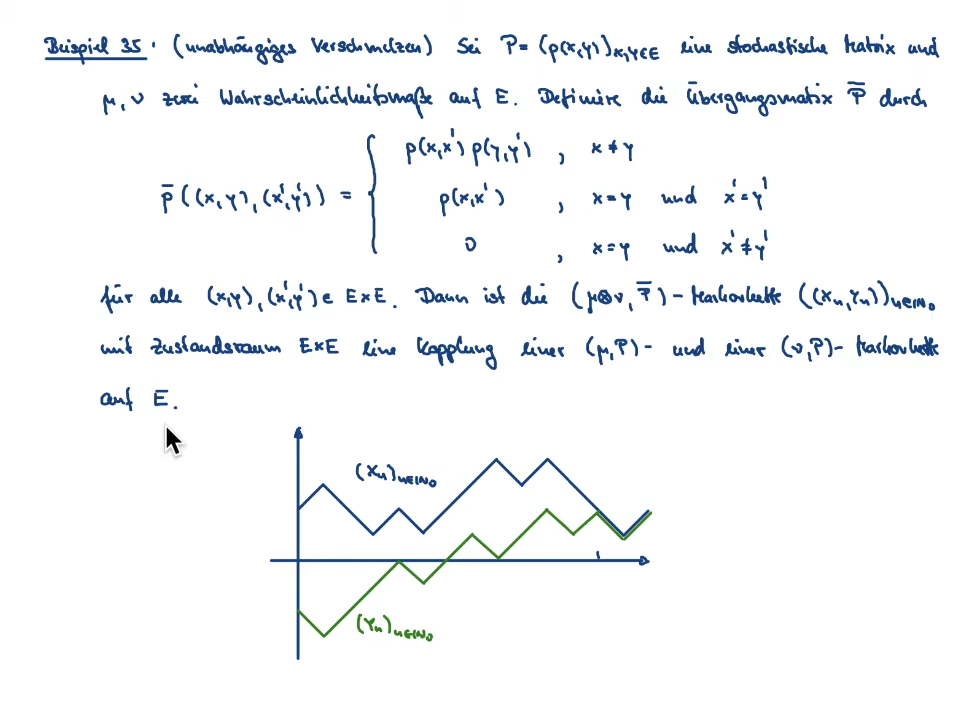 Beispiel 35. (unabhängiges Verschmelzen) Sei P = (p(x,y))x,y∈E eine stochastische Matrix und
μ, ν zwei Wahrscheinlichkeitsmaße auf E. Definiere die Übergangsmatrix P̅ durch
p(x,x') p(y,y') , x ≠ y
p̅((x,y),(x',y')) = { p(x,x') , x=y und x'=y'
0 , x=y und x'≠y'
für alle (x,y), (x',y') ∈ E×E. Dann ist die (μ⊗ν, P̅)-Markovkette ((Xn,Yn))n∈ℕ0
mit Zustandsraum E×E eine Kopplung einer (μ,P)- und einer (ν,P)-Markovkette
auf E.
(Xn)n∈ℕ0
(Yn)n∈ℕ0